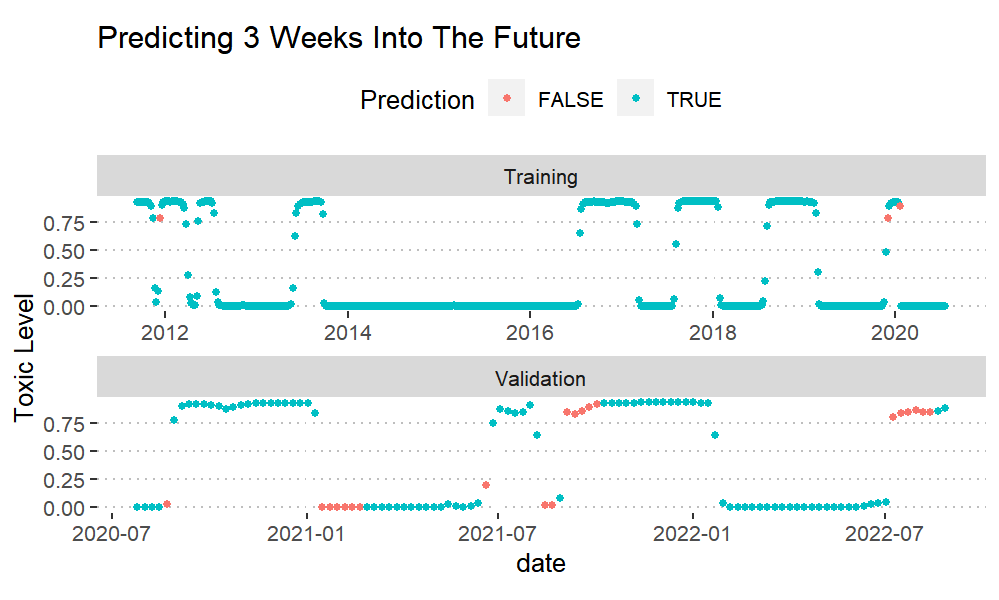 Predicting 3 Weeks Into The Future
Prediction FALSE TRUE
Training
0.75
0.50
0.25
0.00
2012 2014 2016 2018 2020
Toxic Level
Validation
0.75
0.50
0.25
0.00
2020-07 2021-01 2021-07 2022-01 2022-07
date